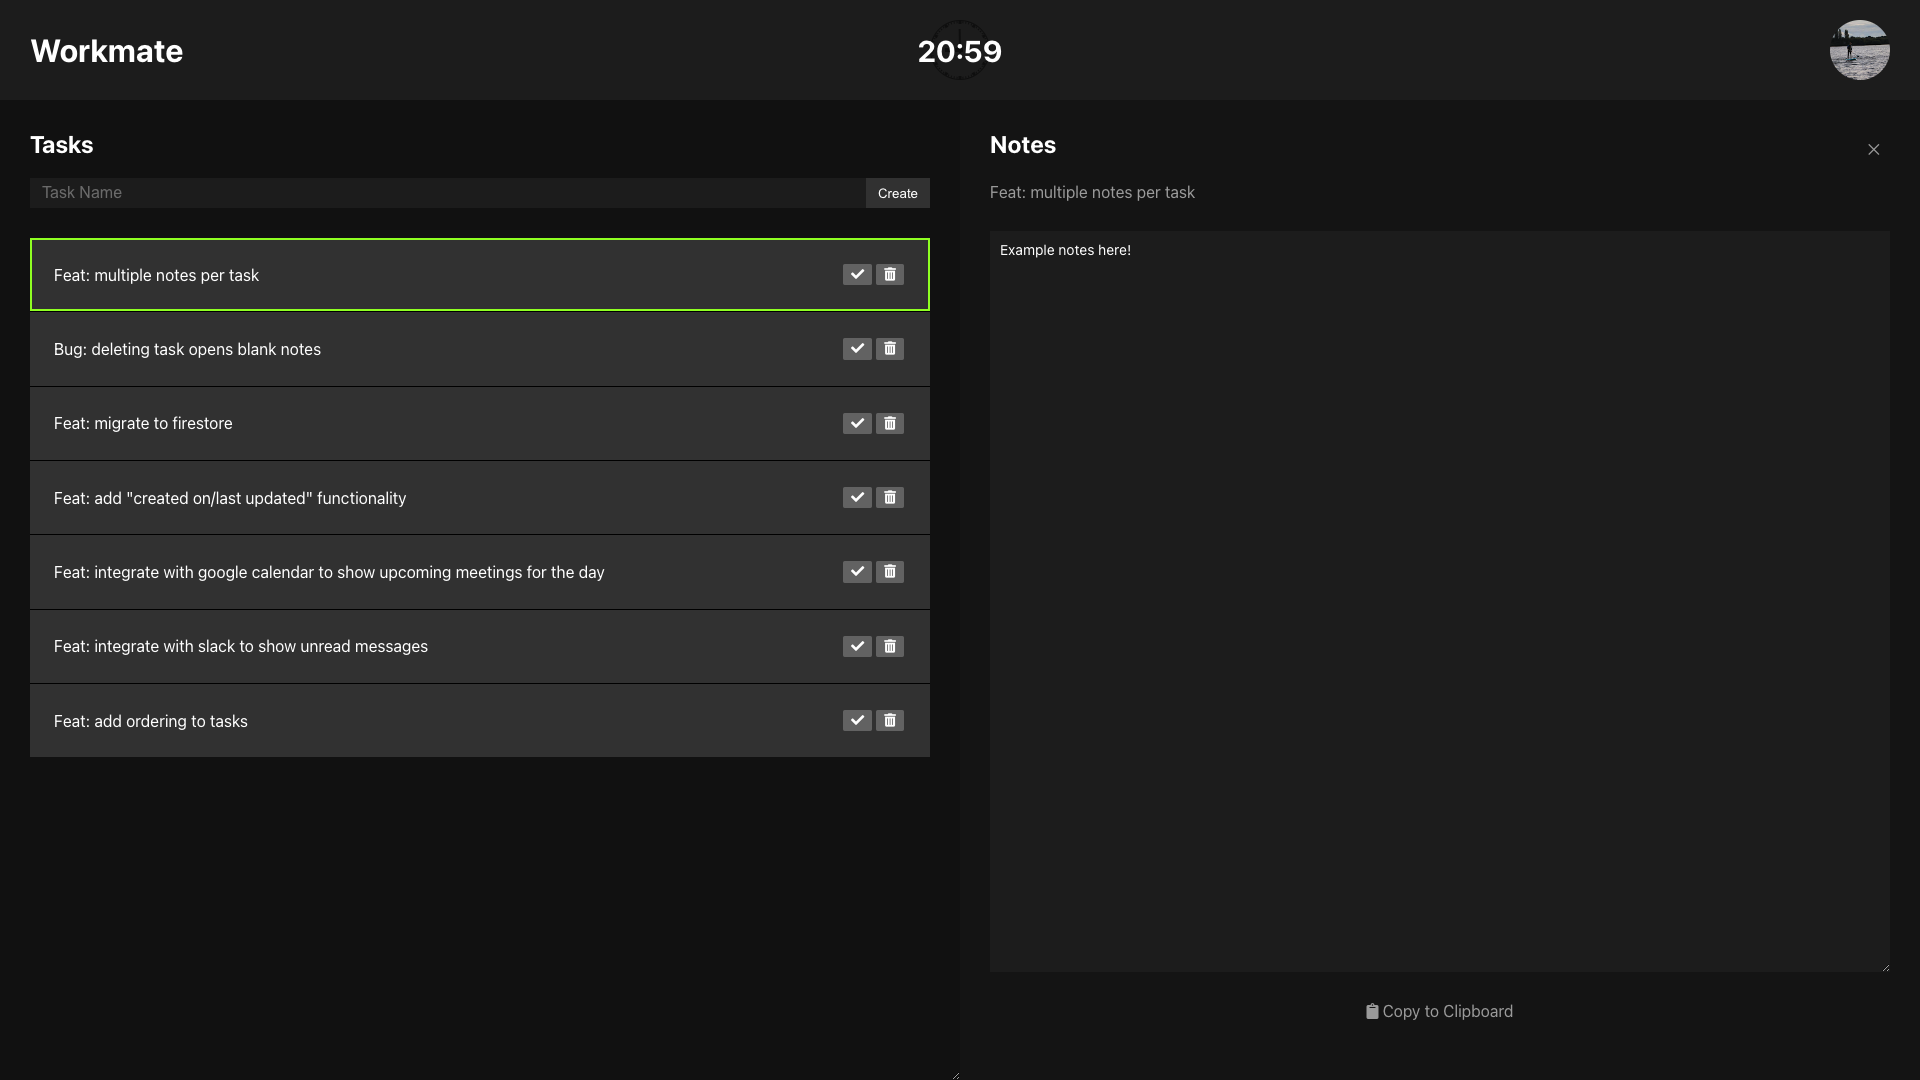 Workmate
20:59
Tasks
Task Name
Create
Feat: multiple notes per task
Bug: deleting task opens blank notes
Feat: migrate to firestore
Feat: add "created on/last updated" functionality
Feat: integrate with google calendar to show upcoming meetings for the day
Feat: integrate with slack to show unread messages
Feat: add ordering to tasks
Notes
Feat: multiple notes per task
Example notes here!
Copy to Clipboard